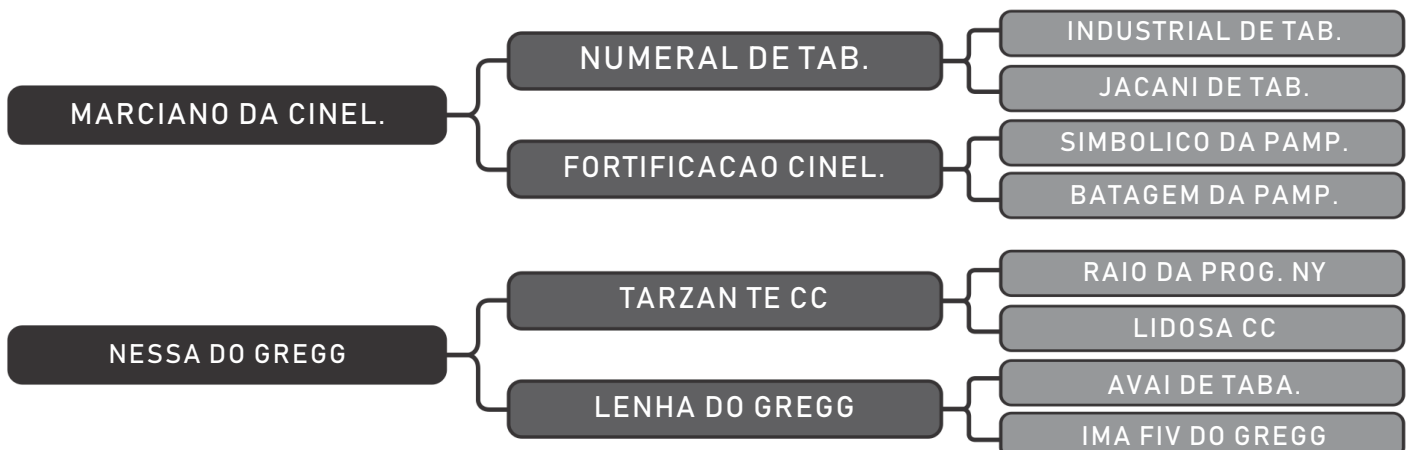 MARCIANO DA CINEL.
NUMERAL DE TAB.
INDUSTRIAL DE TAB.
JACANI DE TAB.
FORTIFICACAO CINEL.
SIMBOLICO DA PAMP.
BATAGEM DA PAMP.
NESSA DO GREGG
TARZAN TE CC
RAIO DA PROG. NY
LIDOSA CC
LENHA DO GREGG
AVAI DE TABA.
IMA FIV DO GREGG